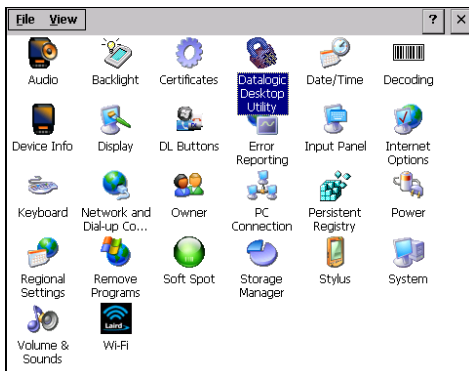 File View ? ×
Audio Backlight Certificates Datalogic Desktop Utility Date/Time Decoding
Device Info Display DL Buttons Error Reporting Input Panel Internet Options
Keyboard Network and Dial-up Co... Owner PC Connection Persistent Registry Power
Regional Settings Remove Programs Soft Spot Storage Manager Stylus System
Laird
Volume & Sounds Wi-Fi